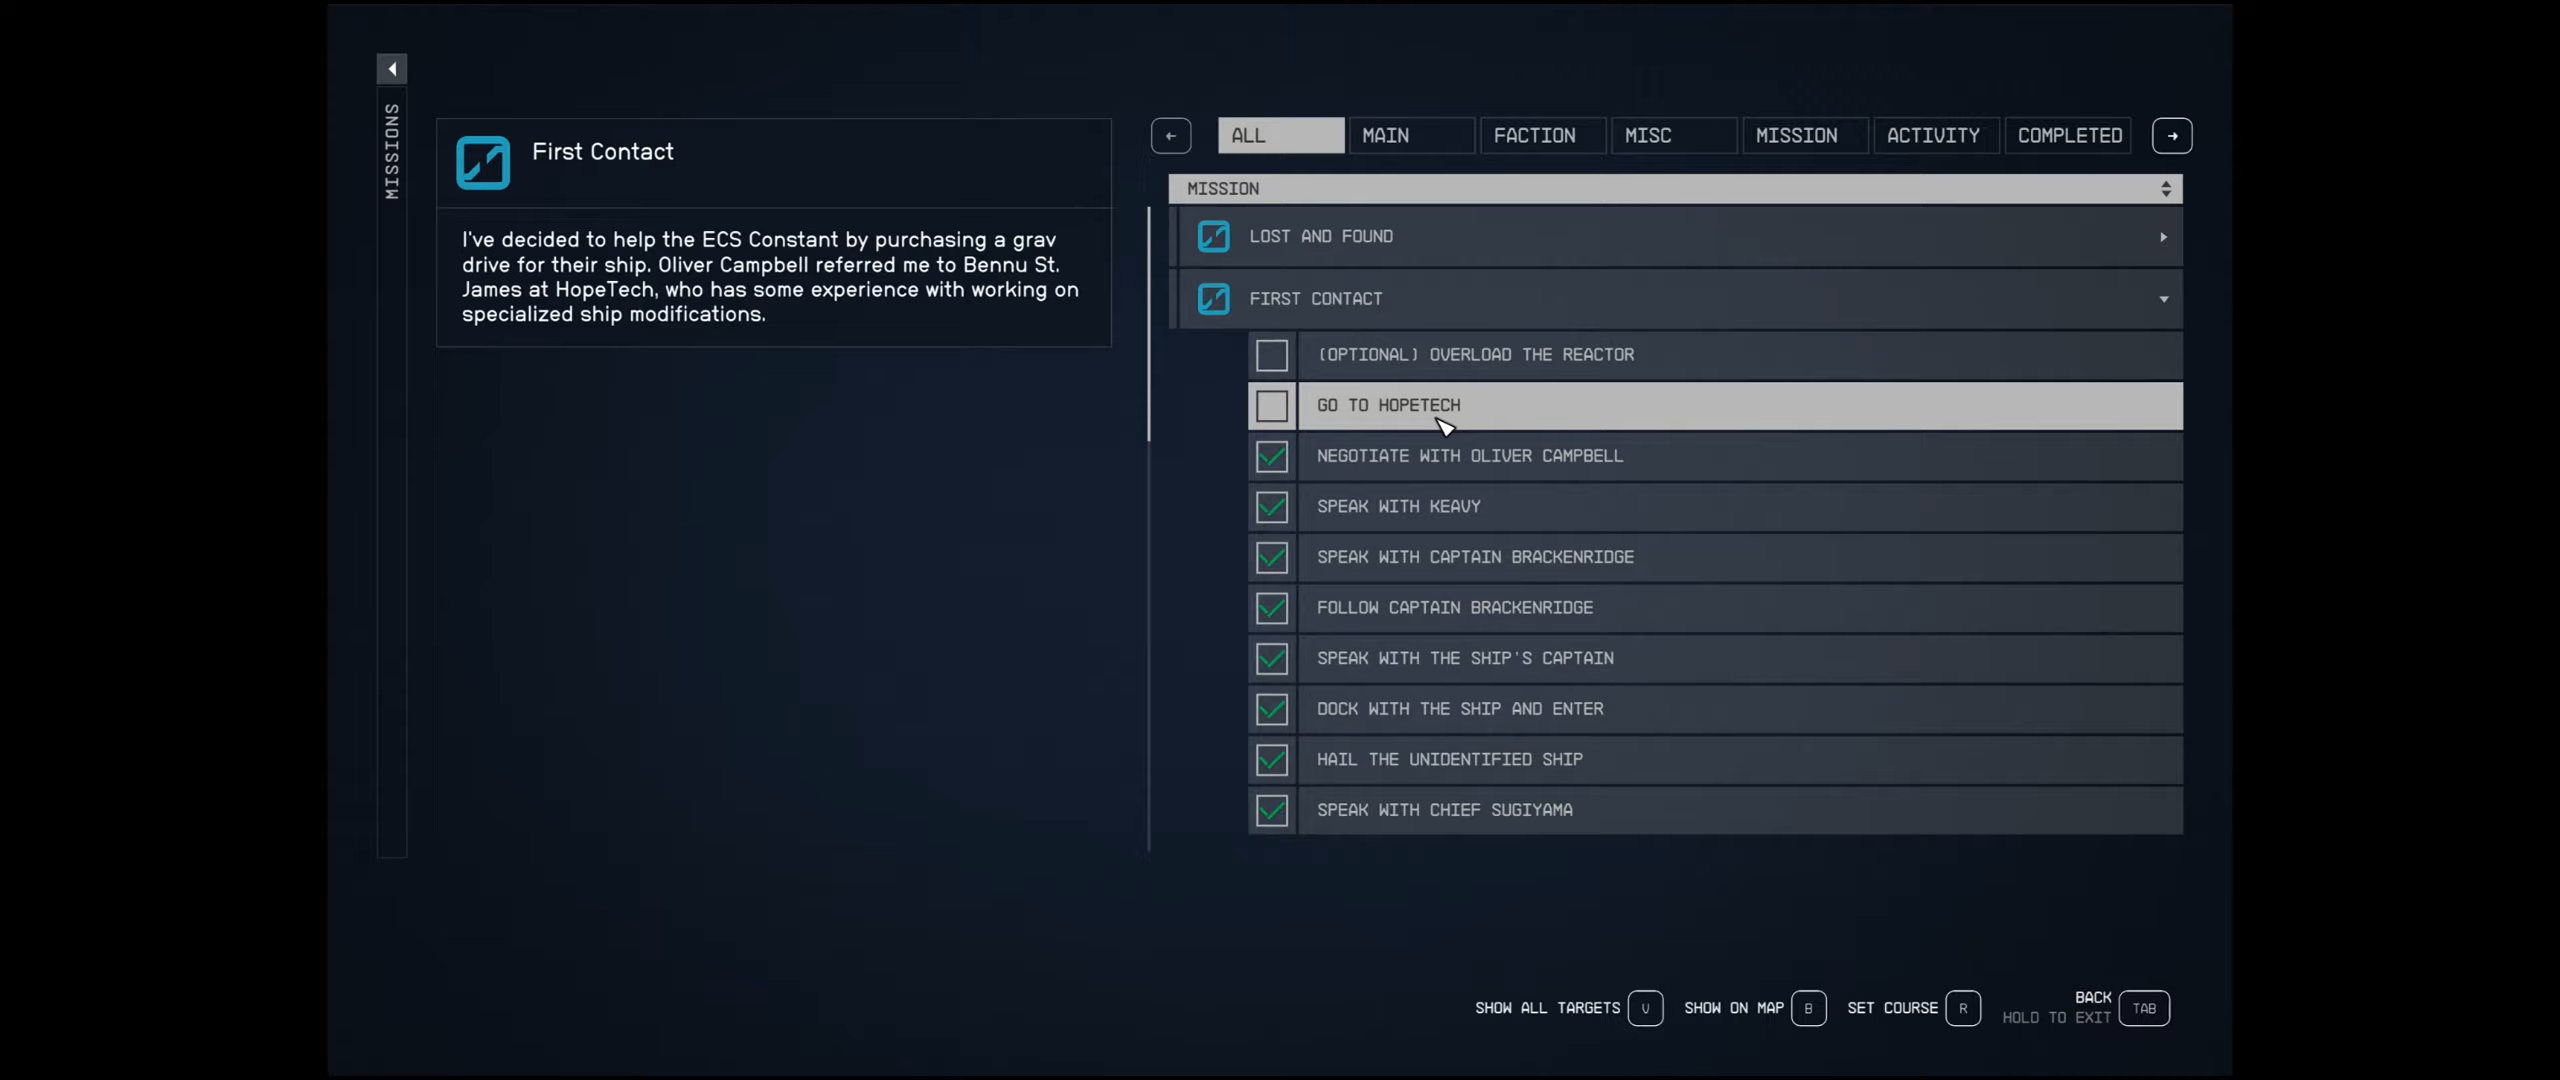 MISSIONS
First Contact
I've decided to help the ECS Constant by purchasing a grav
drive for their ship. Oliver Campbell referred me to Bennu St.
James at HopeTech, who has some experience with working on
specialized ship modifications.
ALL
MAIN
FACTION
MISC
MISSION
ACTIVITY
COMPLETED
MISSION
LOST AND FOUND
FIRST CONTACT
(OPTIONAL) OVERLOAD THE REACTOR
GO TO HOPETECH
NEGOTIATE WITH OLIVER CAMPBELL
SPEAK WITH KEAVY
SPEAK WITH CAPTAIN BRACKENRIDGE
FOLLOW CAPTAIN BRACKENRIDGE
SPEAK WITH THE SHIP'S CAPTAIN
DOCK WITH THE SHIP AND ENTER
HAIL THE UNIDENTIFIED SHIP
SPEAK WITH CHIEF SUGIYAMA
SHOW ALL TARGETS V
SHOW ON MAP B
SET COURSE R
BACK
HOLD TO EXIT
TAB